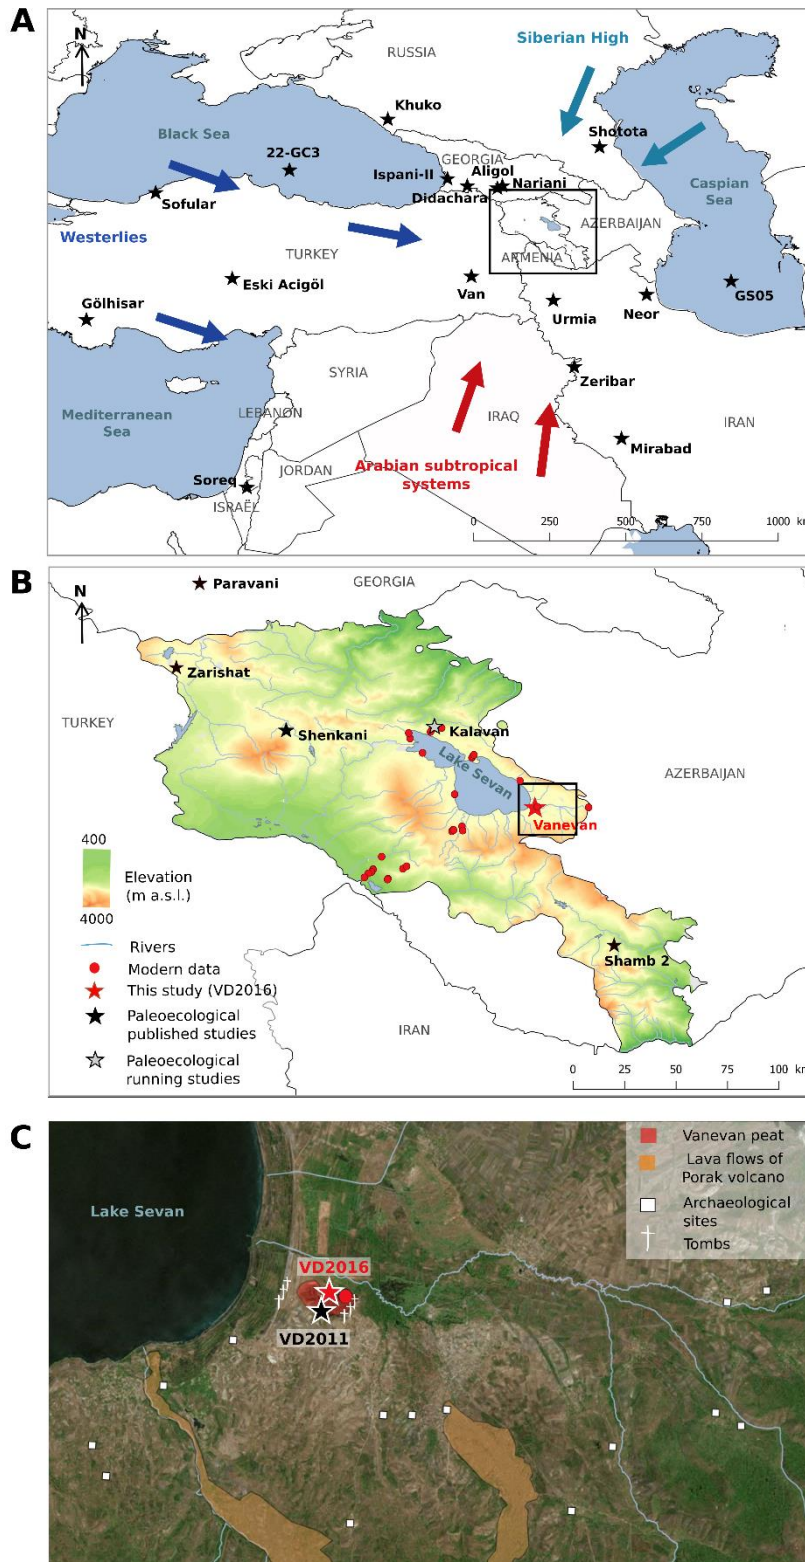 A
N
RUSSIA
Siberian High
Khuko
Black Sea
Shotota
22-GC3
GEORGIA
Ispani-II
Aligol
Nariani
Didachara
Sofular
Caspian
Sea
AZERBAIJAN
Westerlies
TURKEY
ARMENIA
Eski Acigöl
Van
GS05
Gölhisar
Urmia
Neor
SYRIA
Zeribar
Mediterranean
Sea
LEBANON
IRAQ
IRAN
Mirabad
Arabian subtropical
systems
Soreq
JORDAN
ISRAËL
0 250 500 750 1000 km
B
Paravani
GEORGIA
N
Zarishat
TURKEY
Shenkani
Kalavan
Lake Sevan
AZERBAIJAN
Vanevan
400
Elevation
(m a.s.l.)
4000
Rivers
Modern data
This study (VD2016)
Paleoecological
published studies
Paleoecological
running studies
Shamb 2
IRAN
0 25 50 75 100 km
C
Vanevan peat
Lava flows of
Porak volcano
Archaeological
sites
Tombs
Lake Sevan
VD2016
VD2011